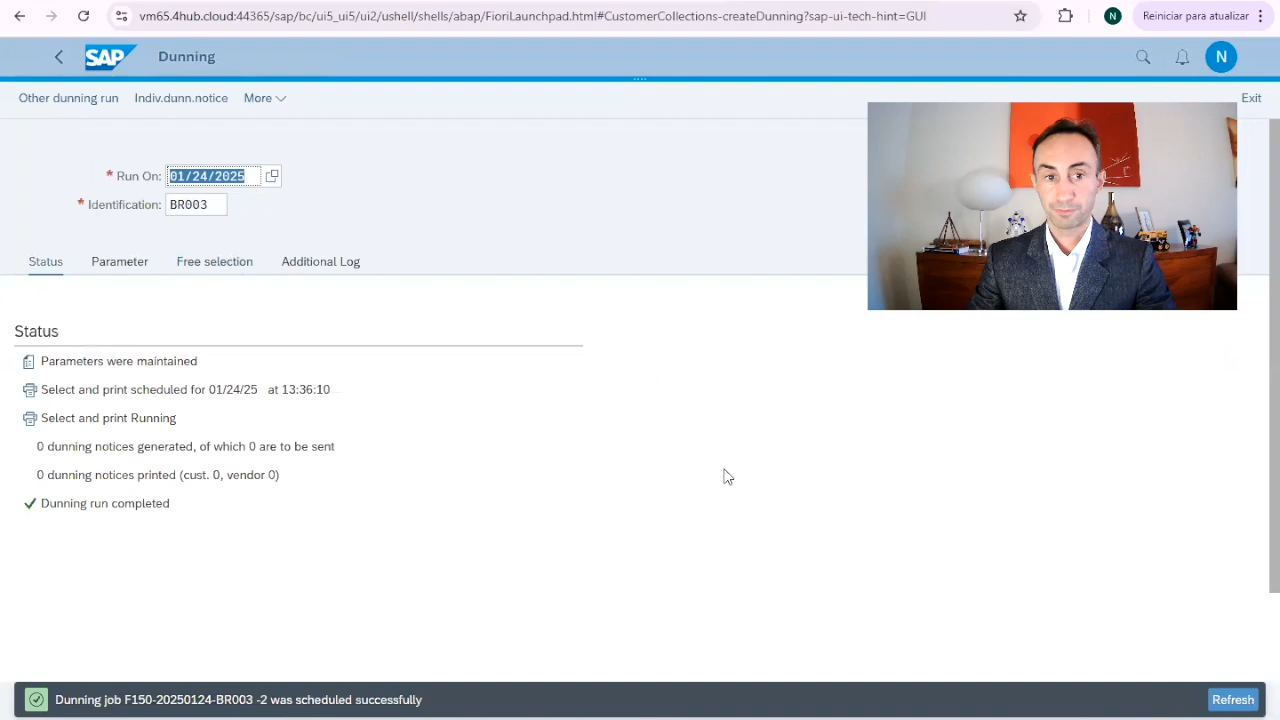 vm65.4hub.cloud:44365/sap/bc/ui5_ui5/ui2/ushell/shells/abap/FioriLaunchpad.html#CustomerCollections-createDunning?sap-ui-tech-hint=GUI
N
Reiniciar para atualizar
SAP
Dunning
N
Other dunning run
Indiv.dunn.notice
More
Exit
* Run On: 01/24/2025
* Identification: BR003
Status
Parameter
Free selection
Additional Log
Status
Parameters were maintained
Select and print scheduled for 01/24/25 at 13:36:10
Select and print Running
0 dunning notices generated, of which 0 are to be sent
0 dunning notices printed (cust. 0, vendor 0)
Dunning run completed
Dunning job F150-20250124-BR003 -2 was scheduled successfully
Refresh